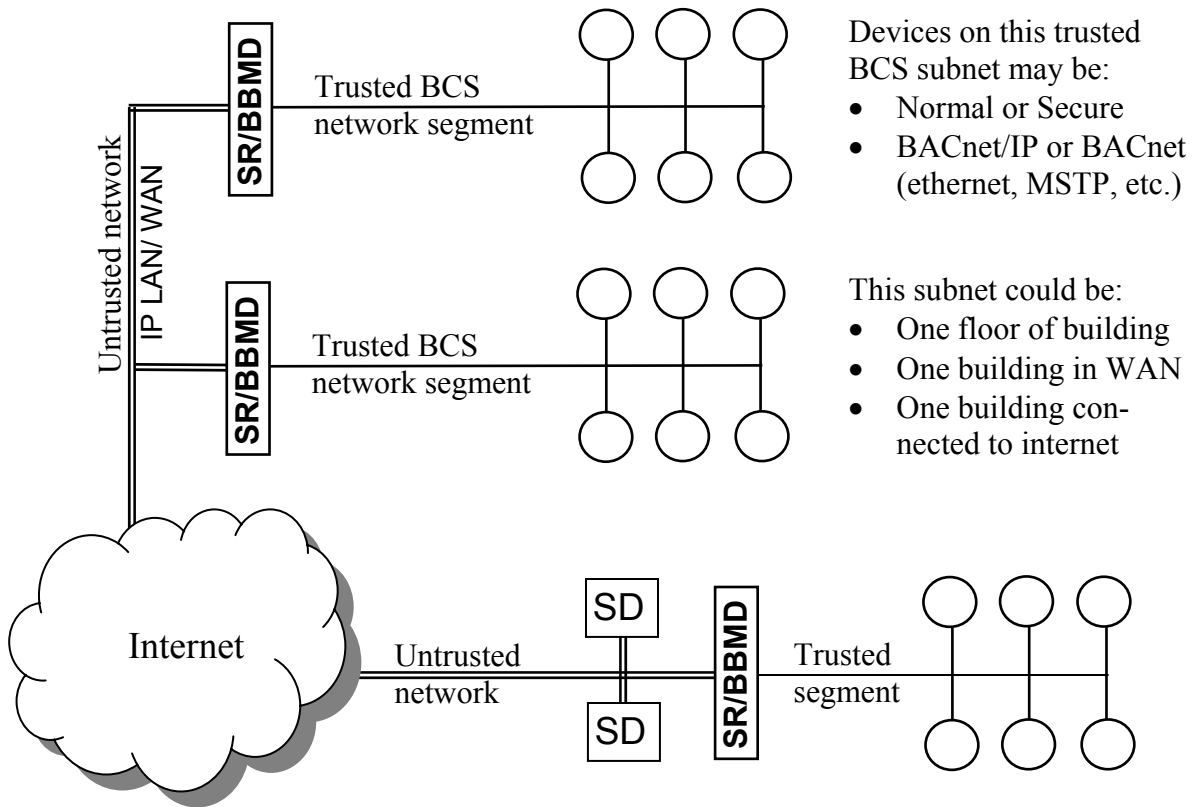 Devices on this trusted
BCS subnet may be:
• Normal or Secure
• BACnet/IP or BACnet
(ethernet, MSTP, etc.)
SR/BBMD
Trusted BCS
network segment
Untrusted network
IP LAN/ WAN
This subnet could be:
• One floor of building
• One building in WAN
• One building con-
nected to internet
SR/BBMD
Trusted BCS
network segment
Internet
Untrusted
network
SD
SD
SR/BBMD
Trusted
segment